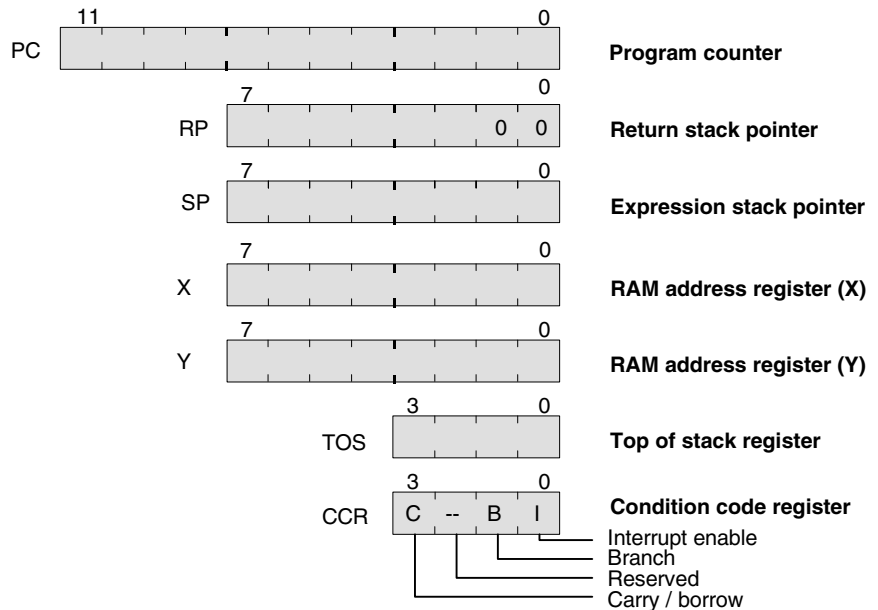 11 0
PC Program counter
7 0
RP 0 0 Return stack pointer
7 0
SP Expression stack pointer
7 0
X RAM address register (X)
7 0
Y RAM address register (Y)
3 0
TOS Top of stack register
3 0
CCR C -- B I Condition code register
Interrupt enable
Branch
Reserved
Carry / borrow